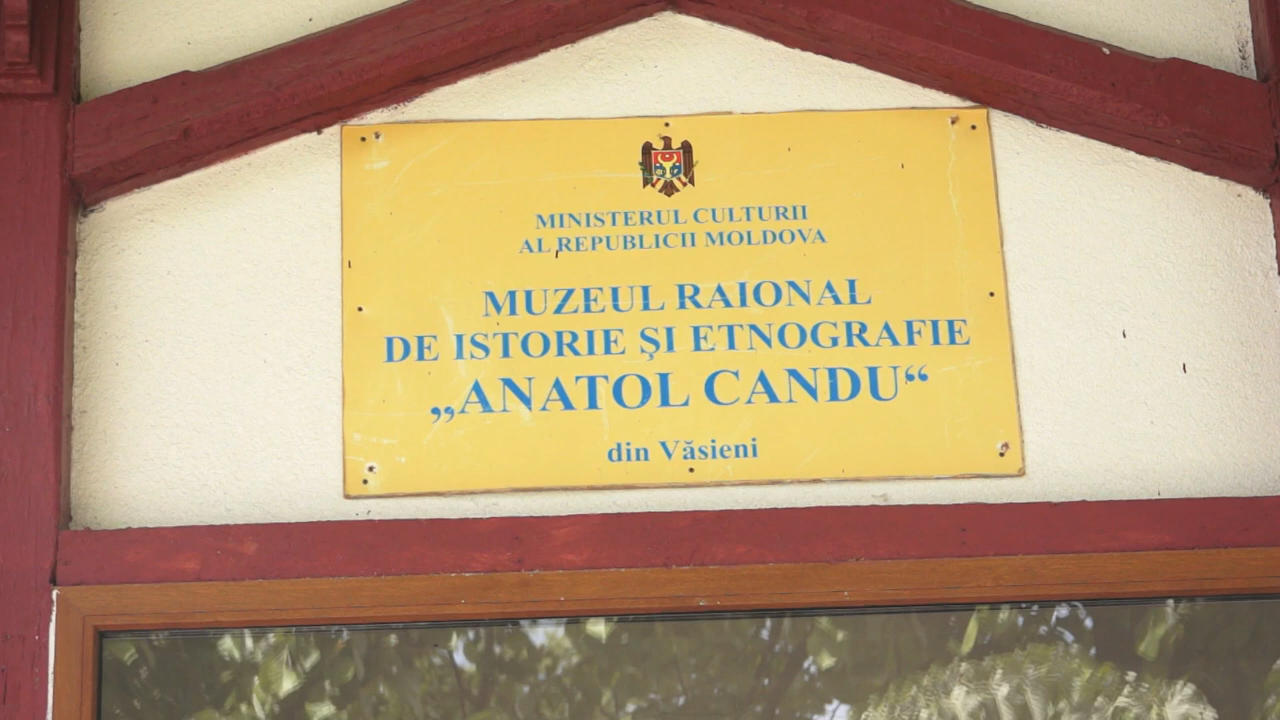 MINISTERUL CULTURII
AL REPUBLICII MOLDOVA
MUZEUL RAIONAL
DE ISTORIE ŞI ETNOGRAFIE
„ANATOL CANDU“
din Văsieni